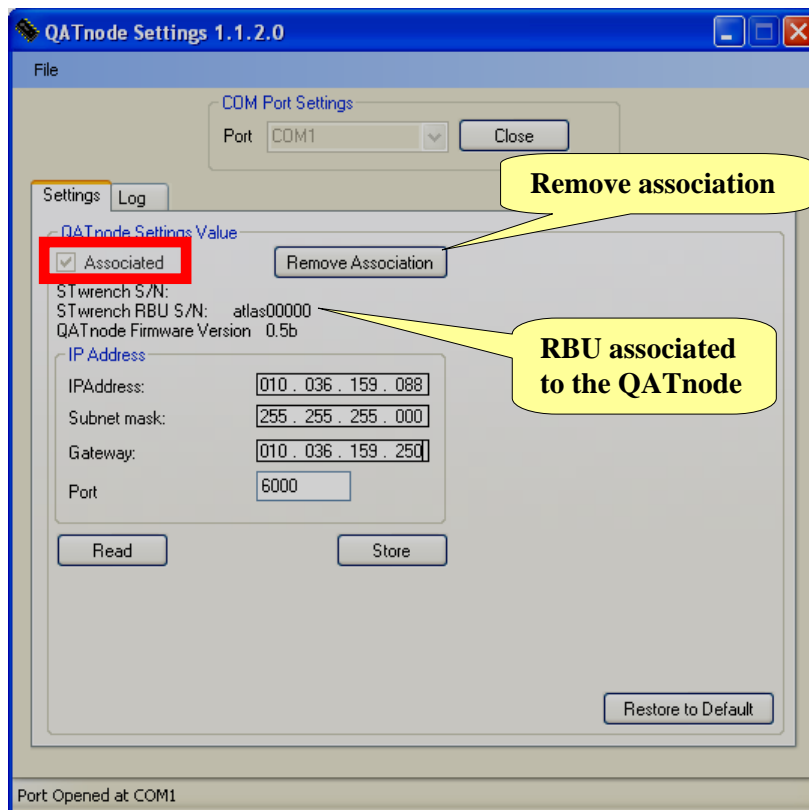 QATnode Settings 1.1.2.0
File
COM Port Settings
Port COM1 Close
Remove association
Settings Log
QATnode Settings Value
Associated Remove Association
STwrench S/N:
STwrench RBU S/N: atlas00000
QATnode Firmware Version 0.5b
RBU associated
to the QATnode
IP Address
IPAddress: 010 . 036 . 159 . 088
Subnet mask: 255 . 255 . 255 . 000
Gateway: 010 . 036 . 159 . 250
Port 6000
Read Store
Restore to Default
Port Opened at COM1